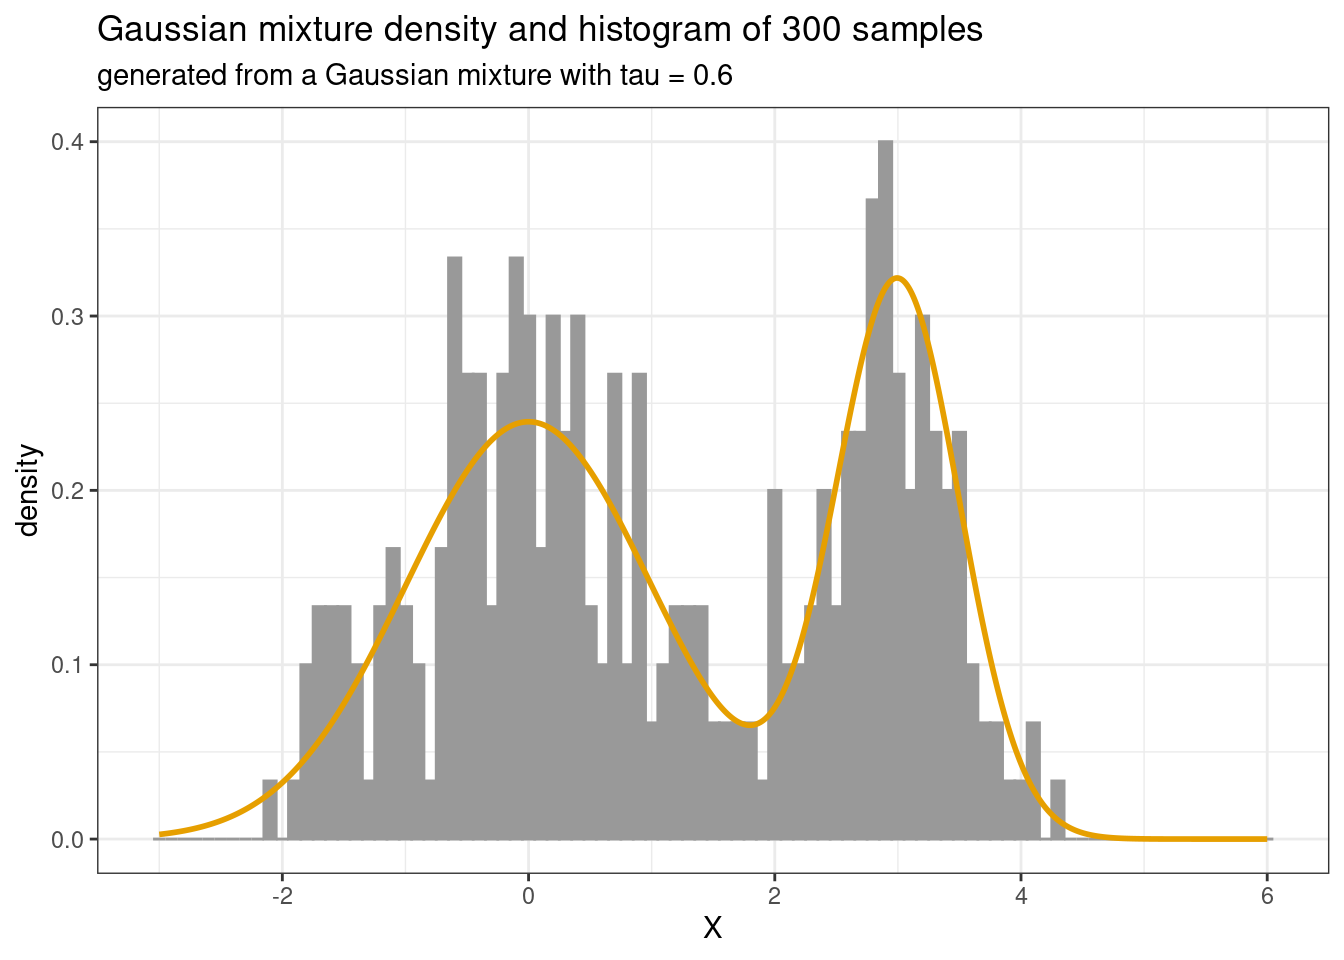 Gaussian mixture density and histogram of 300 samples
generated from a Gaussian mixture with tau = 0.6
0.4
0.3
0.2
0.1
0.0
density
-2 0 2 4 6
X